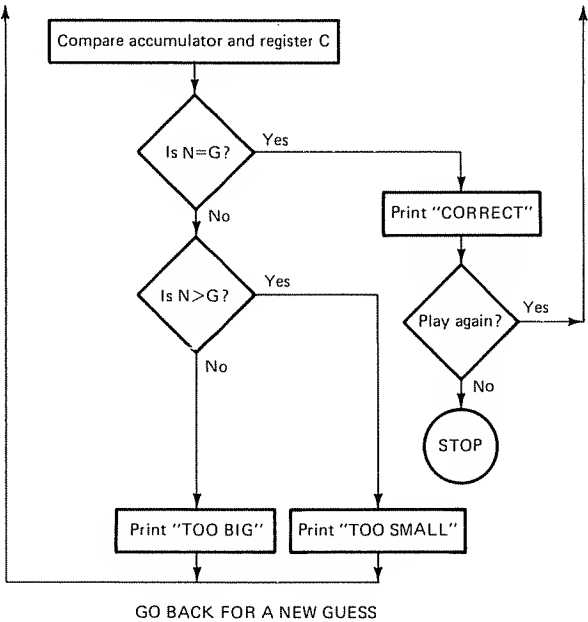 Compare accumulator and register C
Is N=G?
Yes
No
Print "CORRECT"
Is N>G?
Yes
No
Play again?
Yes
No
STOP
Print "TOO BIG"
Print "TOO SMALL"
GO BACK FOR A NEW GUESS